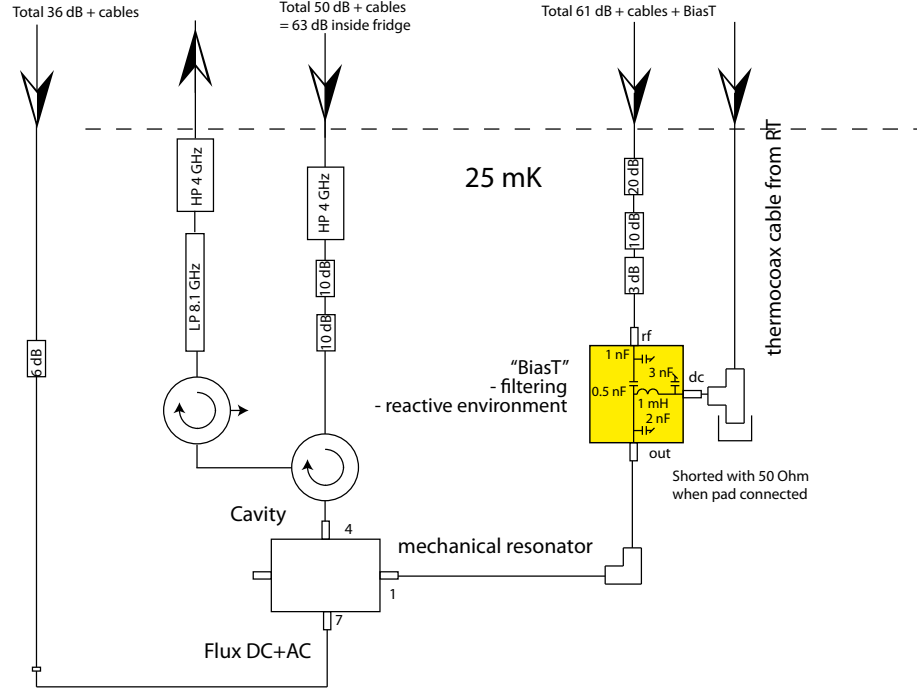 Total 36 dB + cables
Total 50 dB + cables
= 63 dB inside fridge
Total 61 dB + cables + BiasT
25 mK
thermocoax cable from RT
HP 4 GHz
HP 4 GHz
20 dB
10 dB
3 dB
LP 8.1 GHz
10 dB
10 dB
6 dB
rf
1 nF
3 nF
dc
0.5 nF
1 mH
2 nF
out
“BiasT”
- filtering
- reactive environment
Shorted with 50 Ohm
when pad connected
Cavity
4
mechanical resonator
1
7
Flux DC+AC